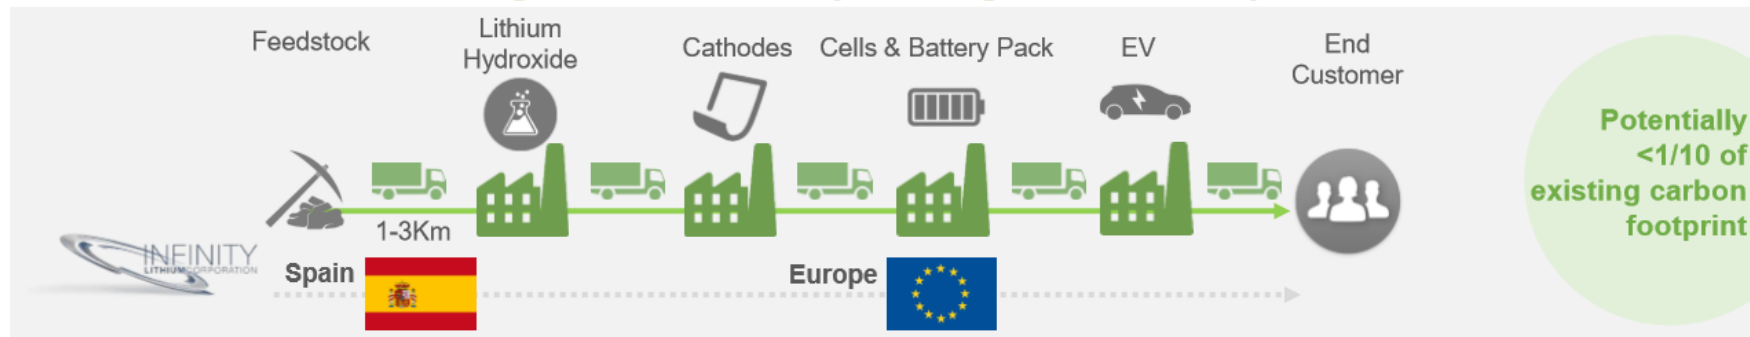 Feedstock
Lithium
Hydroxide
Cathodes
Cells & Battery Pack
EV
End
Customer
Potentially
<1/10 of
existing carbon
footprint
1-3Km
INFINITY
LITHIUMCORPORATION
Spain
Europe